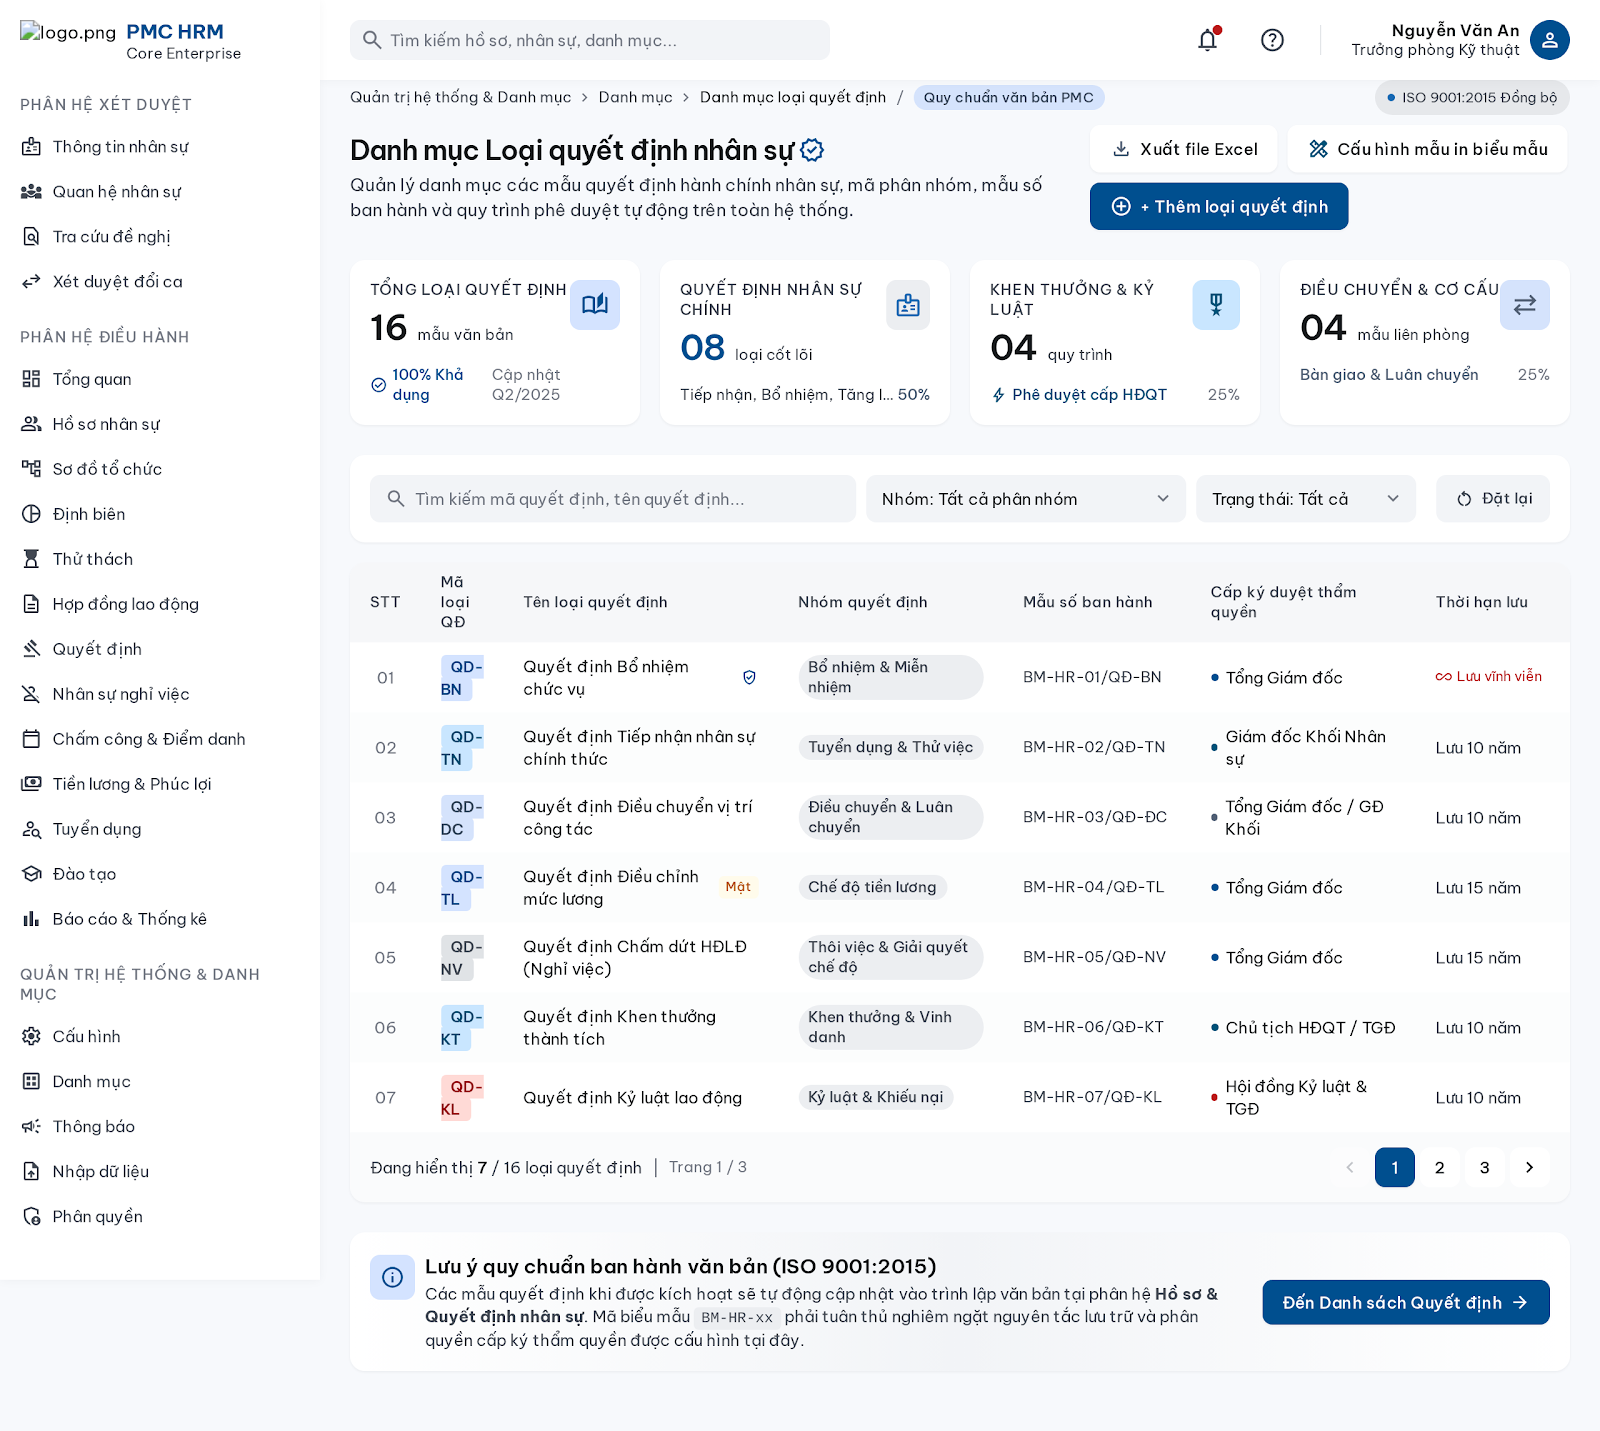 logo.png
PMC HRM
Core Enterprise
Tìm kiếm hồ sơ, nhân sự, danh mục...
Nguyễn Văn An
Trưởng phòng Kỹ thuật
PHÂN HỆ XÉT DUYỆT
Thông tin nhân sự
Quan hệ nhân sự
Tra cứu đề nghị
Xét duyệt đổi ca
PHÂN HỆ ĐIỀU HÀNH
Tổng quan
Hồ sơ nhân sự
Sơ đồ tổ chức
Định biên
Thử thách
Hợp đồng lao động
Quyết định
Nhân sự nghỉ việc
Chấm công & Điểm danh
Tiền lương & Phúc lợi
Tuyển dụng
Đào tạo
Báo cáo & Thống kê
QUẢN TRỊ HỆ THỐNG & DANH
MỤC
Cấu hình
Danh mục
Thông báo
Nhập dữ liệu
Phân quyền
Quản trị hệ thống & Danh mục > Danh mục > Danh mục loại quyết định / Quy chuẩn văn bản PMC
ISO 9001:2015 Đồng bộ
Danh mục Loại quyết định nhân sự
Quản lý danh mục các mẫu quyết định hành chính nhân sự, mã phân nhóm, mẫu số
ban hành và quy trình phê duyệt tự động trên toàn hệ thống.
Xuất file Excel
Cấu hình mẫu in biểu mẫu
+ Thêm loại quyết định
TỔNG LOẠI QUYẾT ĐỊNH
16 mẫu văn bản
100% Khả
dụng
Cập nhật
Q2/2025
QUYẾT ĐỊNH NHÂN SỰ
CHÍNH
08 loại cốt lõi
Tiếp nhận, Bổ nhiệm, Tăng l... 50%
KHEN THƯỞNG & KỶ
LUẬT
04 quy trình
Phê duyệt cấp HĐQT 25%
ĐIỀU CHUYỂN & CƠ CẤU
04 mẫu liên phòng
Bàn giao & Luân chuyển 25%
Tìm kiếm mã quyết định, tên quyết định...
Nhóm: Tất cả phân nhóm
Trạng thái: Tất cả
Đặt lại
STT
Mã
loại
QĐ
Tên loại quyết định
Nhóm quyết định
Mẫu số ban hành
Cấp ký duyệt thẩm
quyền
Thời hạn lưu
01
QD-
BN
Quyết định Bổ nhiệm
chức vụ
Bổ nhiệm & Miễn
nhiệm
BM-HR-01/QĐ-BN
Tổng Giám đốc
Lưu vĩnh viễn
02
QD-
TN
Quyết định Tiếp nhận nhân sự
chính thức
Tuyển dụng & Thử việc
BM-HR-02/QĐ-TN
Giám đốc Khối Nhân
sự
Lưu 10 năm
03
QD-
DC
Quyết định Điều chuyển vị trí
công tác
Điều chuyển & Luân
chuyển
BM-HR-03/QĐ-ĐC
Tổng Giám đốc / GĐ
Khối
Lưu 10 năm
04
QD-
TL
Quyết định Điều chỉnh
mức lương
Mật
Chế độ tiền lương
BM-HR-04/QĐ-TL
Tổng Giám đốc
Lưu 15 năm
05
QD-
NV
Quyết định Chấm dứt HĐLĐ
(Nghỉ việc)
Thôi việc & Giải quyết
chế độ
BM-HR-05/QĐ-NV
Tổng Giám đốc
Lưu 15 năm
06
QD-
KT
Quyết định Khen thưởng
thành tích
Khen thưởng & Vinh
danh
BM-HR-06/QĐ-KT
Chủ tịch HĐQT / TGĐ
Lưu 10 năm
07
QD-
KL
Quyết định Kỷ luật lao động
Kỷ luật & Khiếu nại
BM-HR-07/QĐ-KL
Hội đồng Kỷ luật &
TGĐ
Lưu 10 năm
Đang hiển thị 7 / 16 loại quyết định | Trang 1 / 3
1 2 3
Lưu ý quy chuẩn ban hành văn bản (ISO 9001:2015)
Các mẫu quyết định khi được kích hoạt sẽ tự động cập nhật vào trình lập văn bản tại phân hệ Hồ sơ &
Quyết định nhân sự. Mã biểu mẫu BM-HR-xx phải tuân thủ nghiêm ngặt nguyên tắc lưu trữ và phân
quyền cấp ký thẩm quyền được cấu hình tại đây.
Đến Danh sách Quyết định →